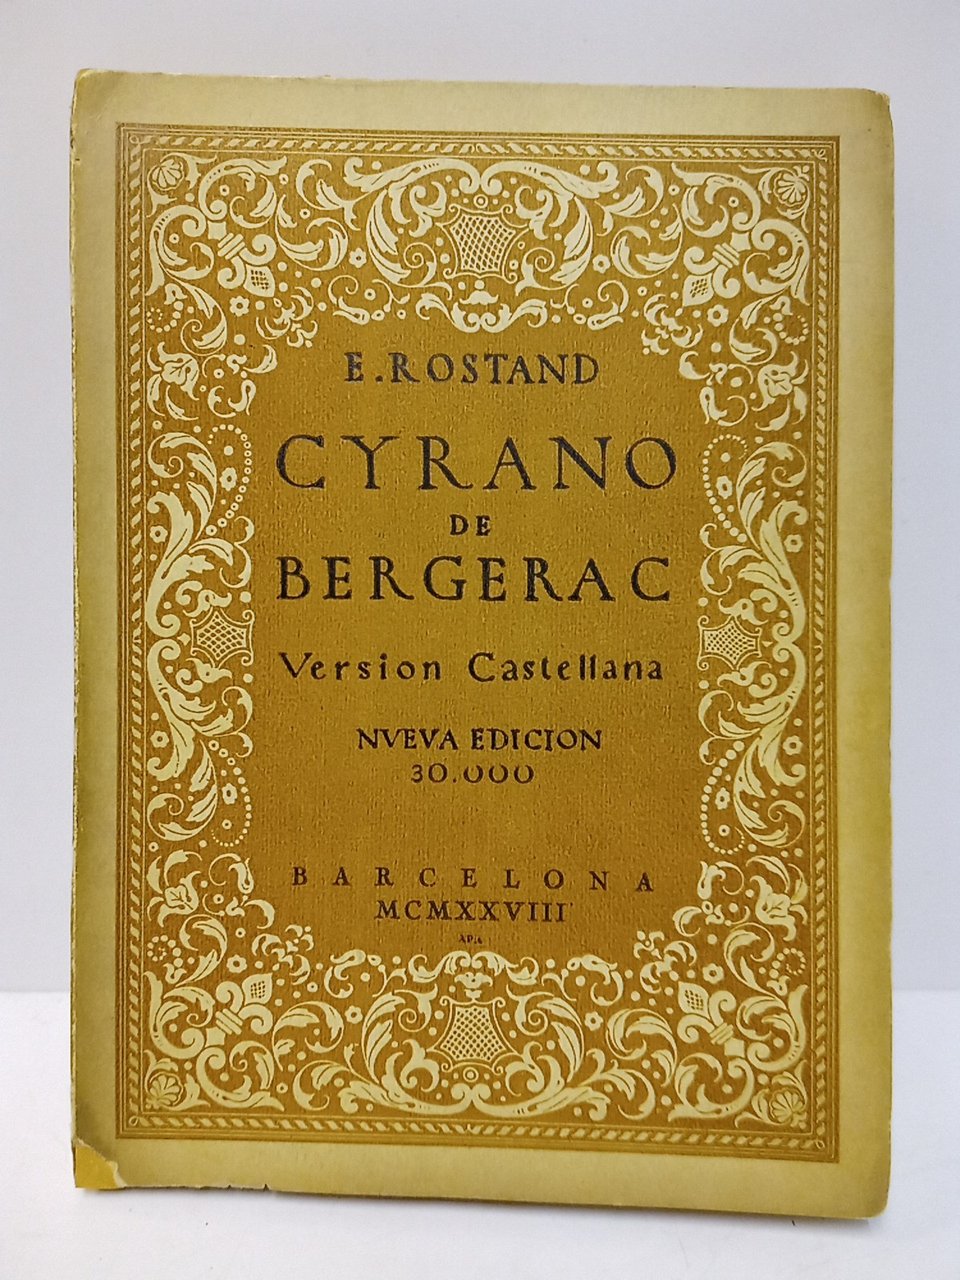 E. ROSTAND
CYRANO
DE
BERGERAC
Version Castellana
NVEVA EDICION
30.000
BARCELONA
MCMXXVIII